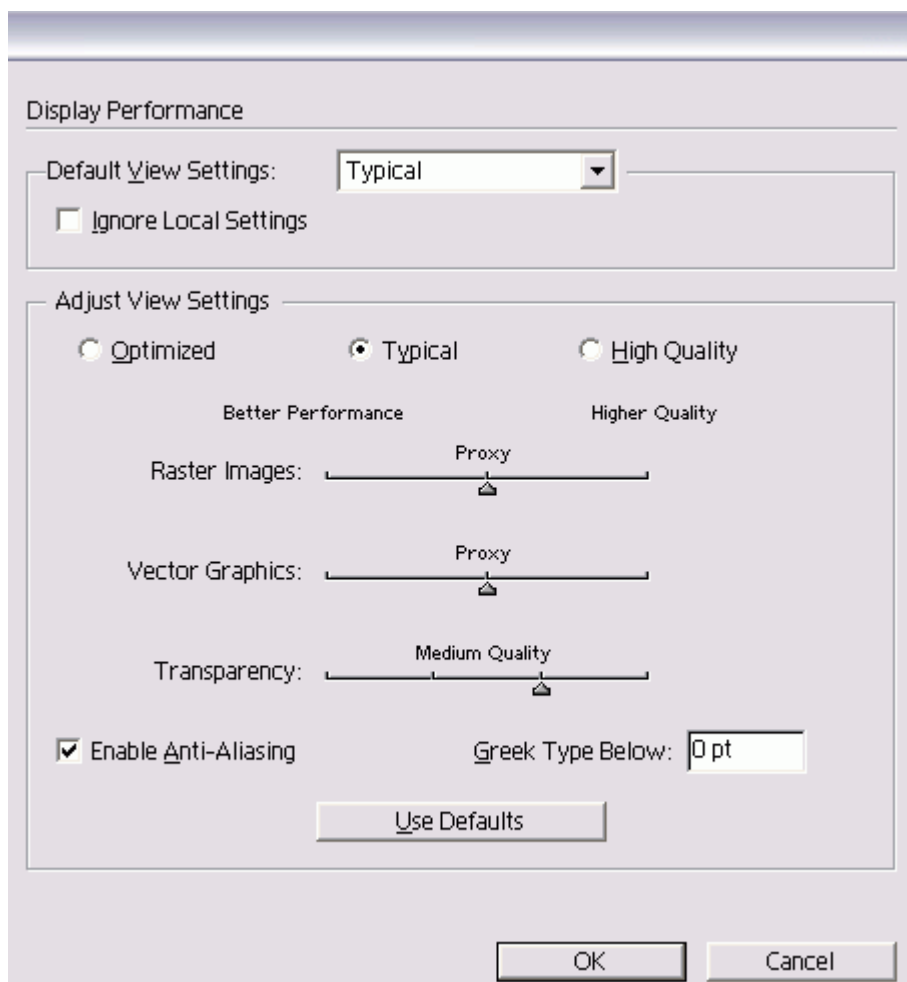 Display Performance
Default View Settings: Typical
Ignore Local Settings
Adjust View Settings
Optimized Typical High Quality
Better Performance Higher Quality
Proxy
Raster Images:
Proxy
Vector Graphics:
Medium Quality
Transparency:
Enable Anti-Aliasing Greek Type Below: 0 pt
Use Defaults
OK Cancel